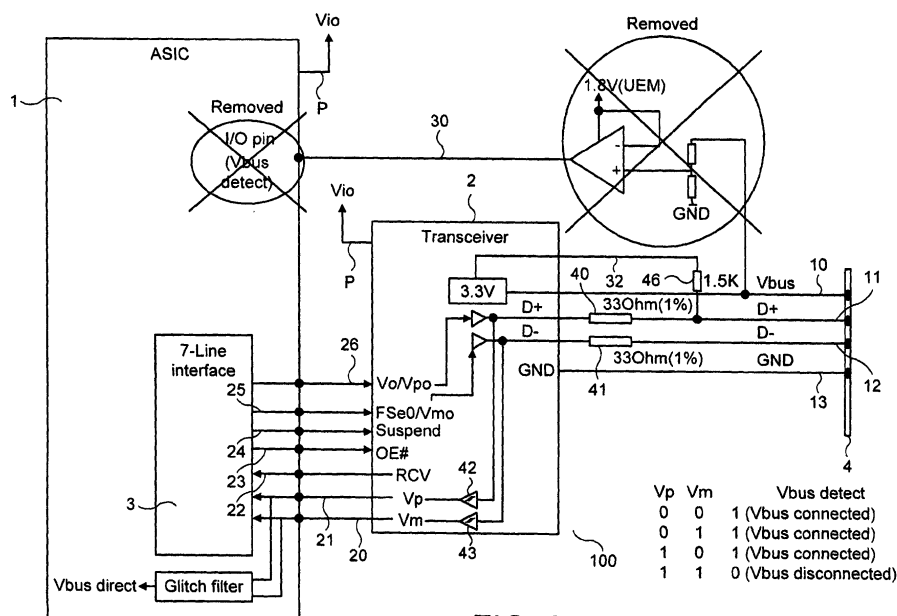 Vio
Removed
ASIC
1
P
Removed
I/O pin
(Vbus
detect)
30
1.8V(UEM)
-
+
GND
Vio
2
P
Transceiver
32
46
1.5K
Vbus
10
11
3.3V
40
33Ohm(1%)
D+
D+
D-
D-
33Ohm(1%)
41
GND
GND
12
13
4
7-Line
interface
26
Vo/Vpo
25
FSe0/Vmo
Suspend
24
OE#
23
RCV
22
42
Vp
3
21
Vm
20
43
100
Vbus direct
Glitch filter
Vp Vm Vbus detect
0 0 1 (Vbus connected)
0 1 1 (Vbus connected)
1 0 1 (Vbus connected)
1 1 0 (Vbus disconnected)